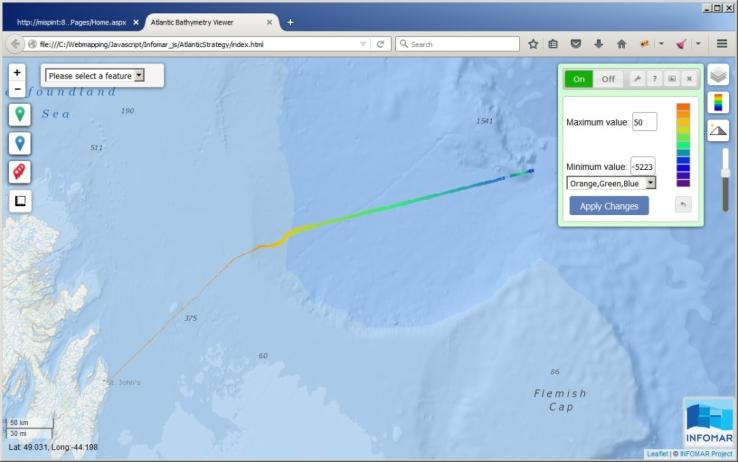 http://mispint:8...Pages/Home.aspx
Atlantic Bathymetry Viewer
file:///C:/Webmapping/Javascript/Infomar_js/AtlanticStrategy/index.html
Search
Please select a feature
foundland
Sea
190
511
1541
On Off
Maximum value: 50
Minimum value: -5223
Orange,Green,Blue
Apply Changes
375
60
St. John's
86
Flemish
Cap
50 km
30 mi
Lat: 49.031, Long:-44.198
INFOMAR
Leaflet | © INFOMAR Project